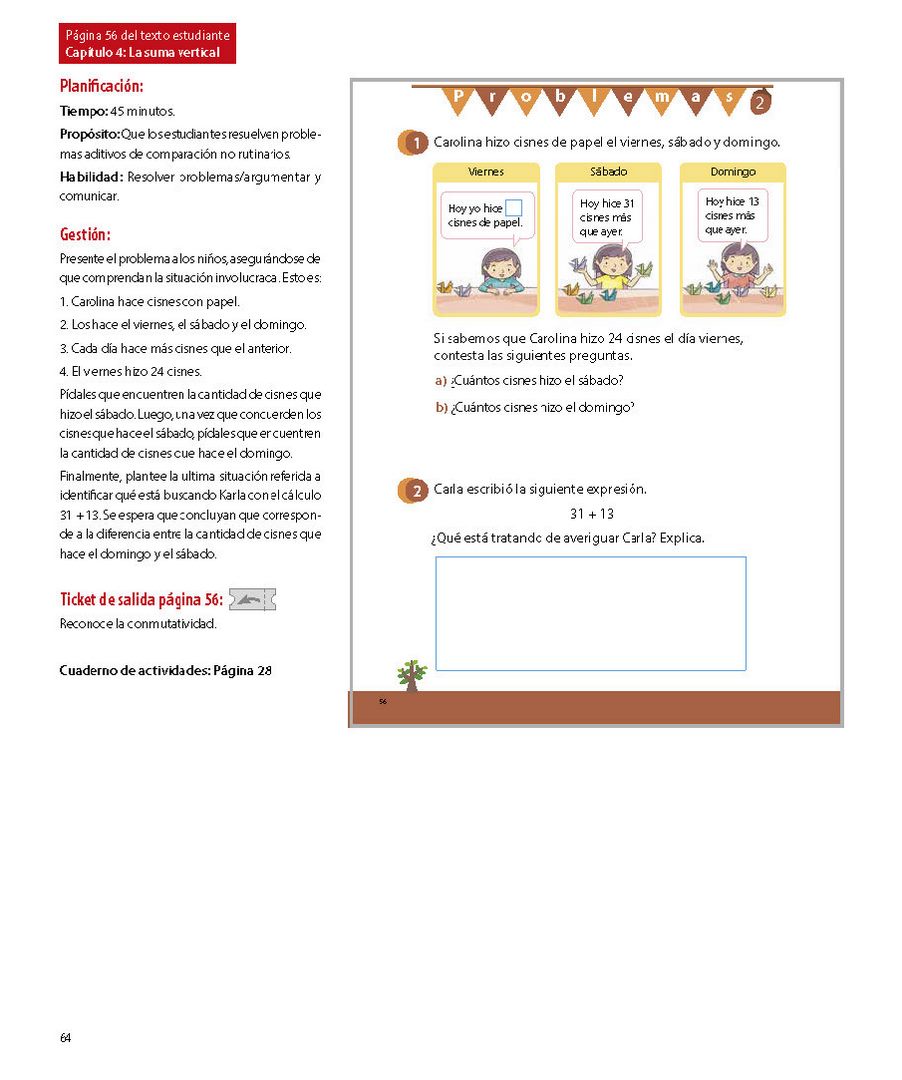 Página 56 del texto estudiante
Capítulo 4: La suma vertical
Planificación:
Tiempo: 45 minutos.
Propósito: Que los estudiantes resuelven proble-
mas aditivos de comparación no rutinarios.
Habilidad: Resolver problemas/argumentar y
comunicar.
Gestión:
Presente el problema a los niños, asegurándose de
que comprendan la situación involucraca. Esto es:
1. Carolina hace cisnes con papel.
2. Los hace el viernes, el sábado y el domingo.
3. Cada día hace más cisnes que el anterior.
4. El viernes hizo 24 cisnes.
Pídales que encuentren la cantidad de cisnes que
hizo el sábado. Luego, una vez que concuerden los
cisnes que hace el sábado, pídales que encuentren
la cantidad de cisnes que hace el domingo.
Finalmente, plantee la ultima situación referida a
identificar qué está buscando Karla con el cálculo
31 + 13. Se espera que concluyan que correspon-
de a la diferencia entre la cantidad de cisnes que
hace el domingo y el sábado.
Ticket de salida página 56:
Reconoce la conmutatividad.
Cuaderno de actividades: Página 28
Problemas 2
1 Carolina hizo cisnes de papel el viernes, sábado y domingo.
Viernes
Hoy yo hice
cisnes de papel.
Sábado
Hoy hice 31
cisnes más
que ayer.
Domingo
Hoy hice 13
cisnes más
que ayer.
Si sabemos que Carolina hizo 24 cisnes el día viernes,
contesta las siguientes preguntas.
a) ¿Cuántos cisnes hizo el sábado?
b) ¿Cuántos cisnes hizo el domingo?
2 Carla escribió la siguiente expresión.
31 + 13
¿Qué está tratando de averiguar Carla? Explica.
56
64